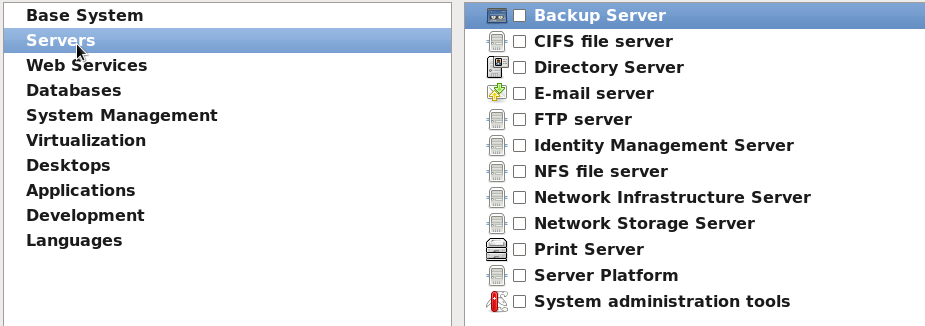 Base System
Servers
Web Services
Databases
System Management
Virtualization
Desktops
Applications
Development
Languages
Backup Server
CIFS file server
Directory Server
E-mail server
FTP server
Identity Management Server
NFS file server
Network Infrastructure Server
Network Storage Server
Print Server
Server Platform
System administration tools